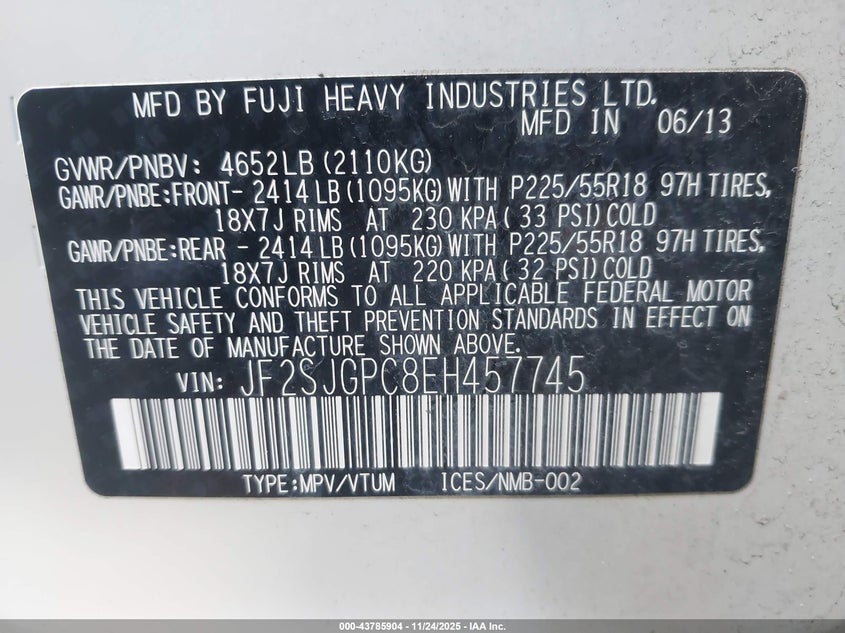 MFD BY FUJI HEAVY INDUSTRIES LTD.
MFD IN 06/13
GVWR/PNBV: 4652LB (2110KG)
GAWR/PNBE:FRONT- 2414 LB (1095KG) WITH P225/55R18 97H TIRES,
18X7J RIMS AT 230 KPA ( 33 PSI) COLD
GAWR/PNBE:REAR - 2414 LB (1095KG) WITH P225/55R18 97H TIRES,
18X7J RIMS AT 220 KPA ( 32 PSI) COLD
THIS VEHICLE CONFORMS TO ALL APPLICABLE FEDERAL MOTOR
VEHICLE SAFETY AND THEFT PREVENTION STANDARDS IN EFFECT ON
THE DATE OF MANUFACTURE SHOWN ABOVE.
VIN: JF2SJGPC8EH457745
TYPE:MPV/VTUM ICES/NMB-002
000-43785904 - 11/24/2025 - IAA Inc.